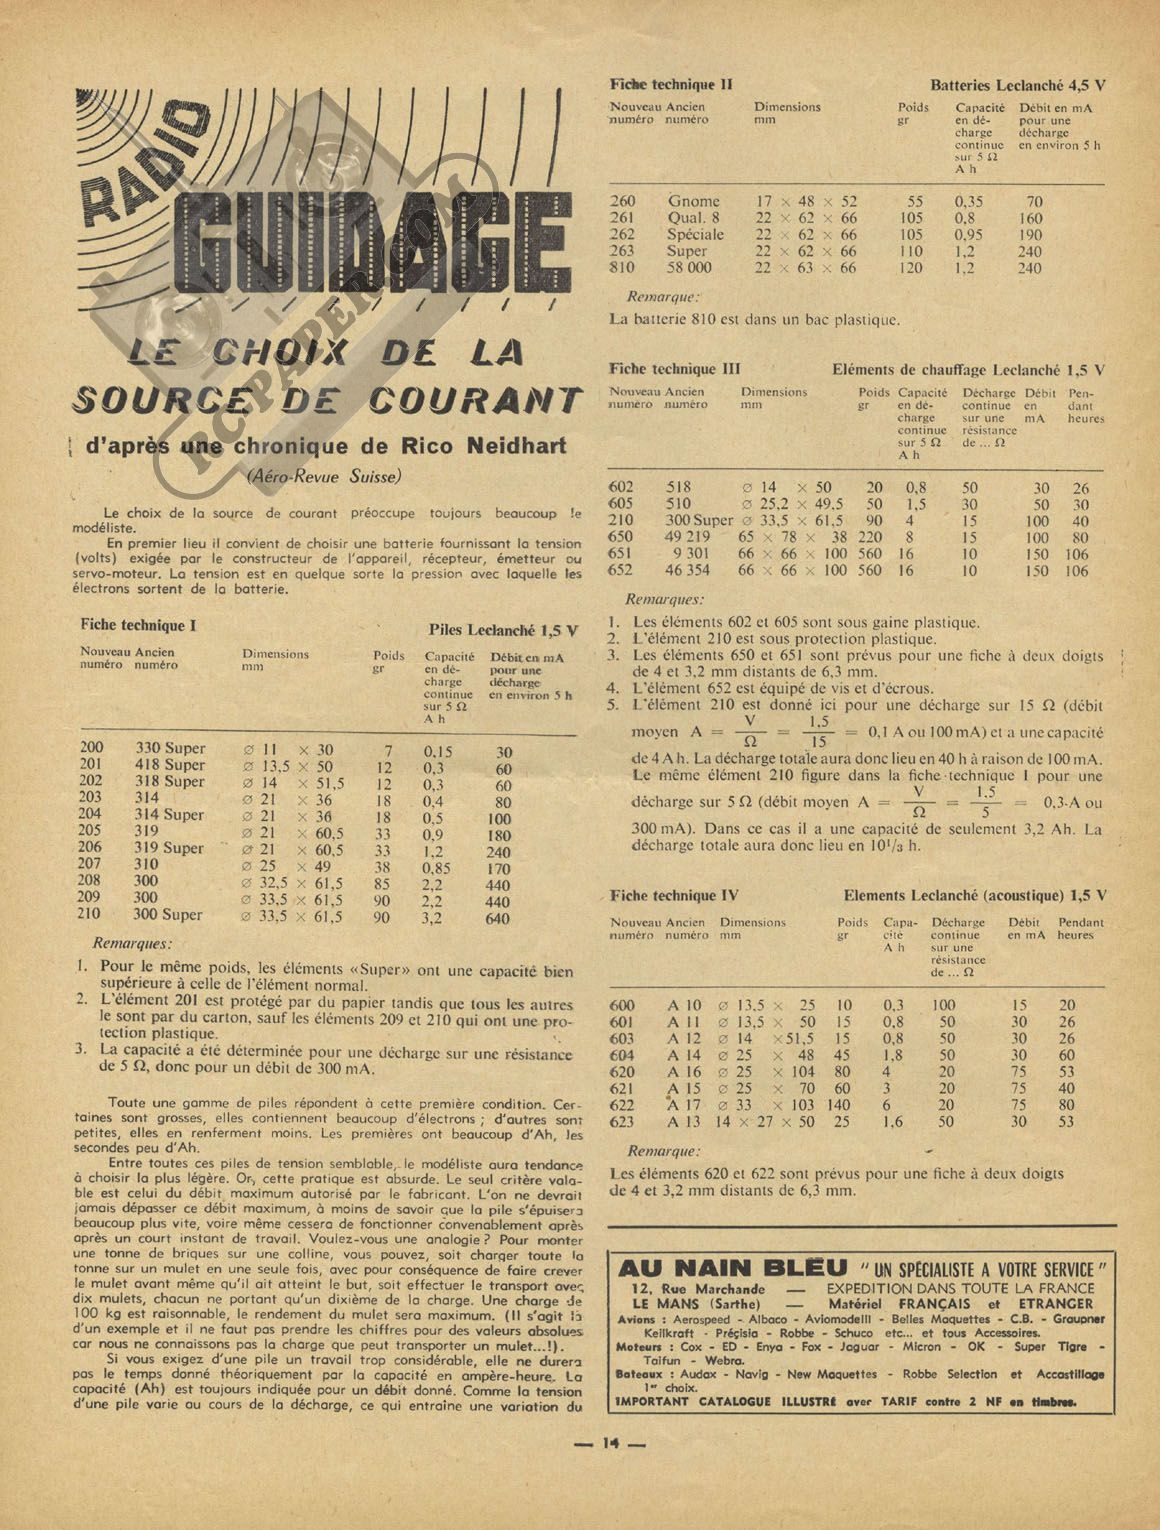 RADIO
GUIDAGE
LE CHOIX DE LA
SOURCE DE COURANT
d'après une chronique de Rico Neidhart
(Aéro-Revue Suisse)
Le choix de la source de courant préoccupe toujours beaucoup le
modéliste.
En premier lieu il convient de choisir une batterie fournissant la tension
(volts) exigée par le constructeur de l'appareil, récepteur, émetteur ou
servo-moteur. La tension est en quelque sorte la pression avec laquelle les
électrons sortent de la batterie.
Fiche technique I Piles Leclanché 1,5 V
Nouveau Ancien Dimensions Poids Capacité Débit en mA
numéro numéro mm gr en dé- pour une
charge décharge
continue en environ 5 h
sur 5 Ω
A h
200 330 Super ∅ 11 × 30 7 0,15 30
201 418 Super ∅ 13,5 × 50 12 0,3 60
202 318 Super ∅ 14 × 51,5 12 0,3 60
203 314 ∅ 21 × 36 18 0,4 80
204 314 Super ∅ 21 × 36 18 0,5 100
205 319 ∅ 21 × 60,5 33 0,9 180
206 319 Super ∅ 21 × 60,5 33 1,2 240
207 310 ∅ 25 × 49 38 0,85 170
208 300 ∅ 32,5 × 61,5 85 2,2 440
209 300 ∅ 33,5 × 61,5 90 2,2 440
210 300 Super ∅ 33,5 × 61,5 90 3,2 640
Remarques:
1. Pour le même poids, les éléments «Super» ont une capacité bien
supérieure à celle de l'élément normal.
2. L'élément 201 est protégé par du papier tandis que tous les autres
le sont par du carton, sauf les éléments 209 et 210 qui ont une pro-
tection plastique.
3. La capacité a été déterminée pour une décharge sur une résistance
de 5 Ω, donc pour un débit de 300 mA.
Toute une gamme de piles répondent à cette première condition. Cer-
taines sont grosses, elles contiennent beaucoup d'électrons ; d'autres sont
petites, elles en renferment moins. Les premières ont beaucoup d'Ah, les
secondes peu d'Ah.
Entre toutes ces piles de tension semblable, le modéliste aura tendance
à choisir la plus légère. Or, cette pratique est absurde. Le seul critère vala-
ble est celui du débit maximum autorisé par le fabricant. L'on ne devrait
jamais dépasser ce débit maximum, à moins de savoir que la pile s'épuisera
beaucoup plus vite, voire même cessera de fonctionner convenablement après
après un court instant de travail. Voulez-vous une analogie ? Pour monter
une tonne de briques sur une colline, vous pouvez, soit charger toute la
tonne sur un mulet en une seule fois, avec pour conséquence de faire crever
le mulet avant même qu'il ait atteint le but, soit effectuer le transport avec
dix mulets, chacun ne portant qu'un dixième de la charge. Une charge de
100 kg est raisonnable, le rendement du mulet sera maximum. (Il s'agit là
d'un exemple et il ne faut pas prendre les chiffres pour des valeurs absolues
car nous ne connaissons pas la charge que peut transporter un mulet...!).
Si vous exigez d'une pile un travail trop considérable, elle ne durera
pas le temps donné théoriquement par la capacité en ampère-heure. La
capacité (Ah) est toujours indiquée pour un débit donné. Comme la tension
d'une pile varie au cours de la décharge, ce qui entraîne une variation du
Fiche technique II Batteries Leclanché 4,5 V
Nouveau Ancien Dimensions Poids Capacité Débit en mA
numéro numéro mm gr en dé- pour une
charge décharge
continue en environ 5 h
sur 5 Ω
A h
260 Gnome 17 × 48 × 52 55 0,35 70
261 Qual. 8 22 × 62 × 66 105 0,8 160
262 Spéciale 22 × 62 × 66 105 0,95 190
263 Super 22 × 62 × 66 110 1,2 240
810 58 000 22 × 63 × 66 120 1,2 240
Remarque:
La batterie 810 est dans un bac plastique.
Fiche technique III Eléments de chauffage Leclanché 1,5 V
Nouveau Ancien Dimensions Poids Capacité Décharge Débit Pen-
numéro numéro mm gr en dé- continue en dant
charge sur une mA heures
continue résistance
sur 5 Ω de ... Ω
A h
602 518 ∅ 14 × 50 20 0,8 50 30 26
605 510 ∅ 25,2 × 49,5 50 1,5 30 50 30
210 300 Super ∅ 33,5 × 61,5 90 4 15 100 40
650 49 219 65 × 78 × 38 220 8 15 100 80
651 9 301 66 × 66 × 100 560 16 10 150 106
652 46 354 66 × 66 × 100 560 16 10 150 106
Remarques:
1. Les éléments 602 et 605 sont sous gaine plastique.
2. L'élément 210 est sous protection plastique.
3. Les éléments 650 et 651 sont prévus pour une fiche à deux doigts
de 4 et 3,2 mm distants de 6,3 mm.
4. L'élément 652 est équipé de vis et d'écrous.
5. L'élément 210 est donné ici pour une décharge sur 15 Ω (débit
moyen A = V/Ω = 1,5/15 = 0,1 A ou 100 mA) et a une capacité
de 4 A h. La décharge totale aura donc lieu en 40 h à raison de 100 mA.
Le même élément 210 figure dans la fiche technique I pour une
décharge sur 5 Ω (débit moyen A = V/Ω = 1.5/5 = 0,3 A ou
300 mA). Dans ce cas il a une capacité de seulement 3,2 Ah. La
décharge totale aura donc lieu en 10¹/₃ h.
Fiche technique IV Elements Leclanché (acoustique) 1,5 V
Nouveau Ancien Dimensions Poids Capa- Décharge Débit Pendant
numéro numéro mm gr cité continue en mA heures
A h sur une
résistance
de ... Ω
600 A 10 ∅ 13,5 × 25 10 0,3 100 15 20
601 A 11 ∅ 13,5 × 50 15 0,8 50 30 26
603 A 12 ∅ 14 × 51,5 15 0,8 50 30 26
604 A 14 ∅ 25 × 48 45 1,8 50 30 60
620 A 16 ∅ 25 × 104 80 4 20 75 53
621 A 15 ∅ 25 × 70 60 3 20 75 40
622 A 17 ∅ 33 × 103 140 6 20 75 80
623 A 13 14 × 27 × 50 25 1,6 50 30 53
Remarque:
Les éléments 620 et 622 sont prévus pour une fiche à deux doigts
de 4 et 3,2 mm distants de 6,3 mm.
AU NAIN BLEU "UN SPÉCIALISTE A VOTRE SERVICE"
12, Rue Marchande — EXPEDITION DANS TOUTE LA FRANCE
LE MANS (Sarthe) — Matériel FRANÇAIS et ETRANGER
Avions : Aerospeed - Albaco - Aviomodelli - Belles Maquettes - C.B. - Graupner
Keilkraft - Préçisia - Robbe - Schuco etc... et tous Accessoires.
Moteurs : Cox - ED - Enya - Fox - Jaguar - Micron - OK - Super Tigre -
Taifun - Webra.
Bateaux : Audax - Navig - New Maquettes - Robbe Selection et Accastillage
1er choix.
IMPORTANT CATALOGUE ILLUSTRÉ avec TARIF contre 2 NF en timbres.
— 14 —
RCPAPER.COM